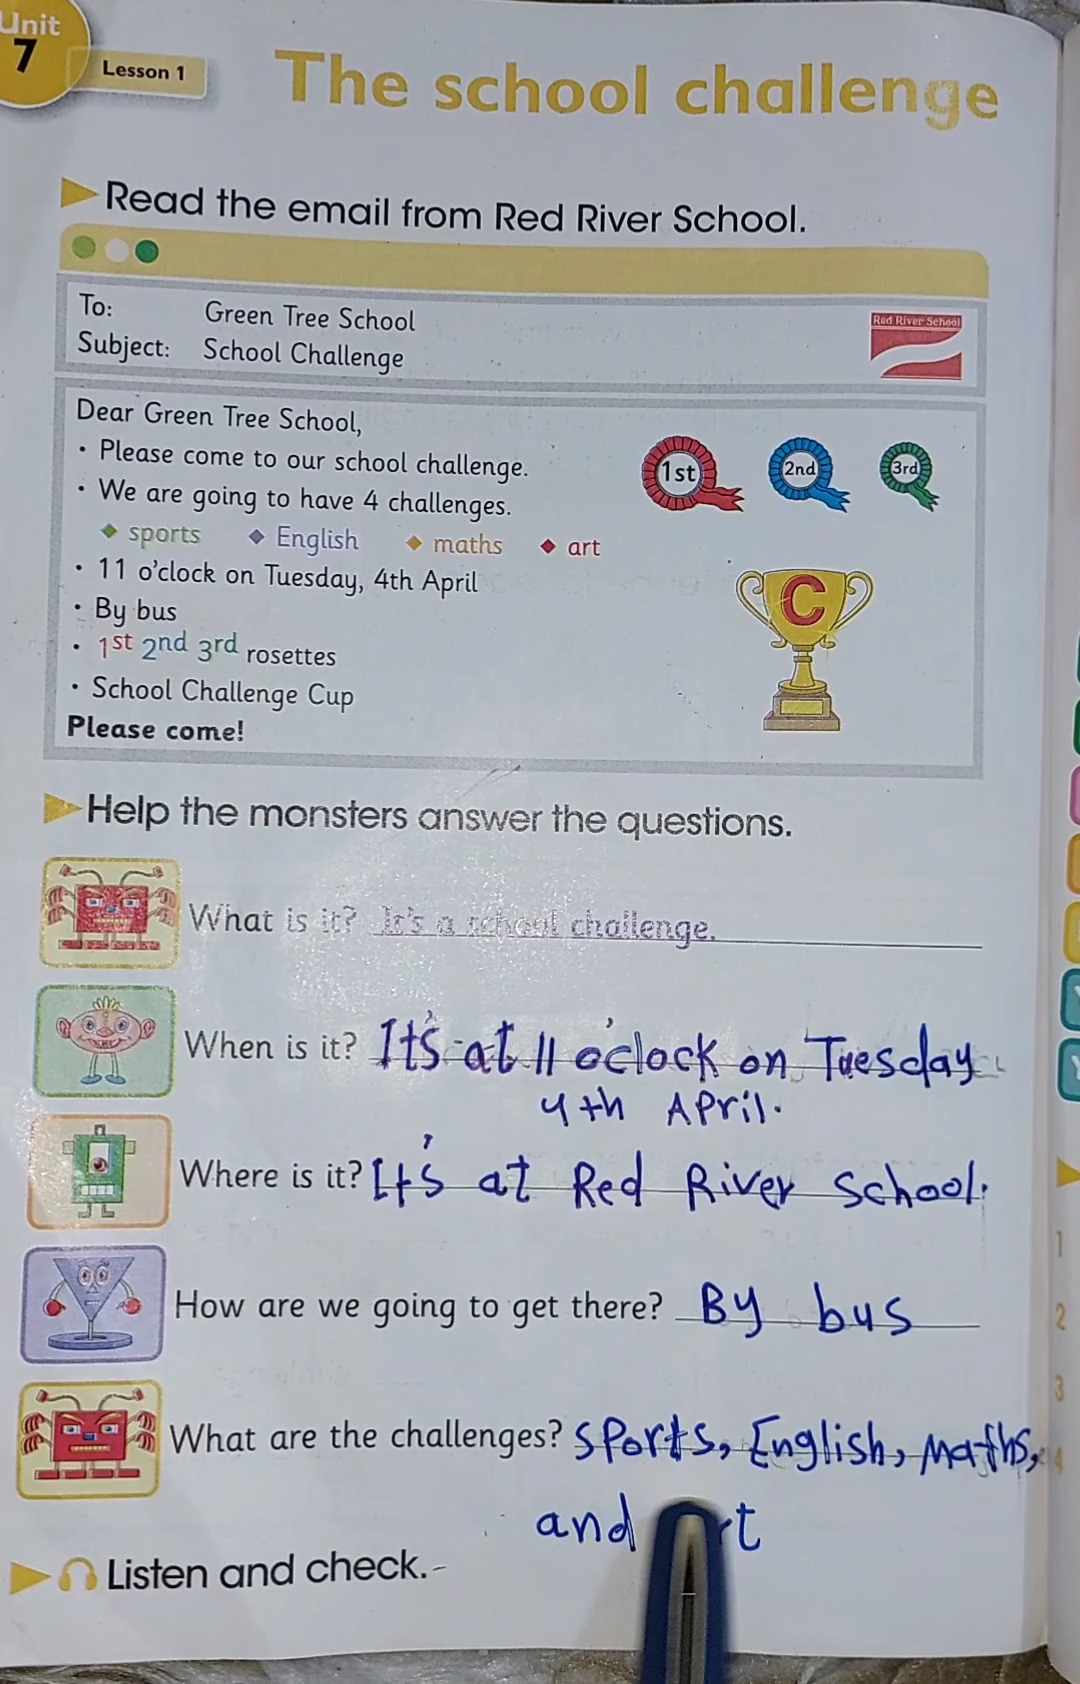 Unit
7
Lesson 1
The school challenge
Read the email from Red River School.
To: Green Tree School
Subject: School Challenge
Red River School
Dear Green Tree School,
• Please come to our school challenge.
• We are going to have 4 challenges.
◆ sports ◆ English ◆ maths ◆ art
• 11 o'clock on Tuesday, 4th April
• By bus
• 1st 2nd 3rd rosettes
• School Challenge Cup
Please come!
1st 2nd 3rd
C
Help the monsters answer the questions.
What is it? It's a school challenge.
When is it? It's at 11 o'clock on Tuesday
4th April.
Where is it? It's at Red River School.
How are we going to get there? By bus
What are the challenges? sports, English, Maths,
and
Listen and check.
1
2
3
4